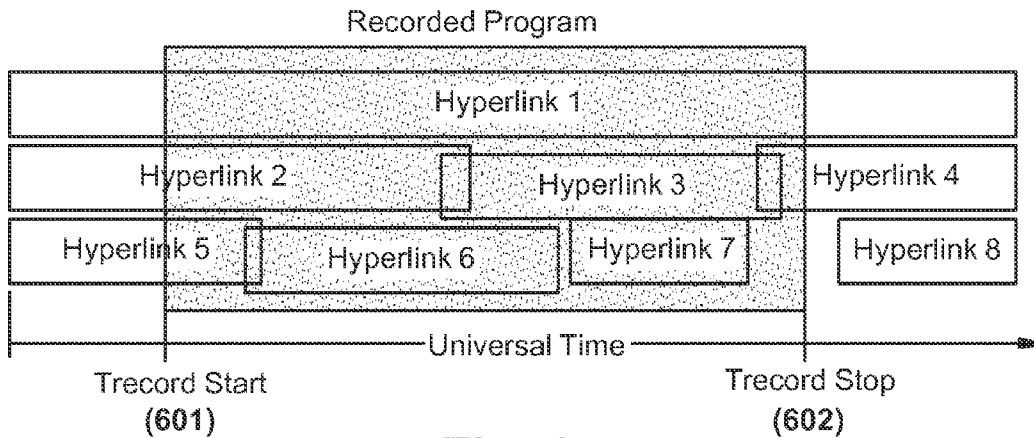 Recorded Program
Hyperlink 1
Hyperlink 2
Hyperlink 3
Hyperlink 4
Hyperlink 5
Hyperlink 6
Hyperlink 7
Hyperlink 8
Universal Time
Trecord Start
(601)
Trecord Stop
(602)